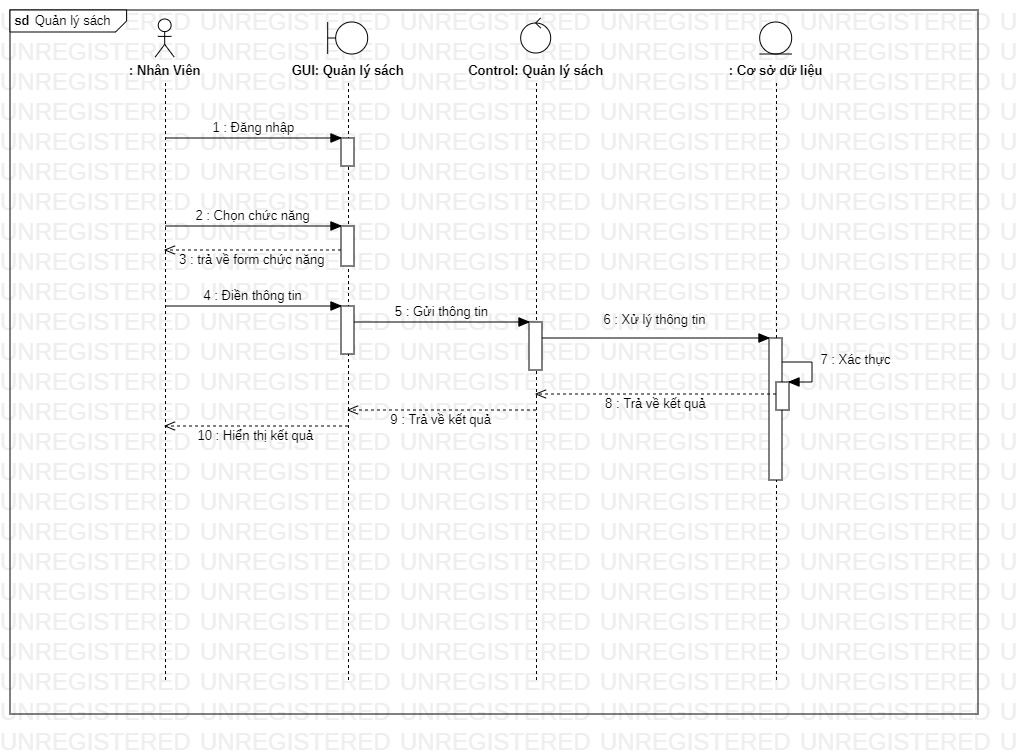 sd Quản lý sách
: Nhân Viên
GUI: Quản lý sách
Control: Quản lý sách
: Cơ sở dữ liệu
1 : Đăng nhập
2 : Chọn chức năng
3 : trả về form chức năng
4 : Điền thông tin
5 : Gửi thông tin
6 : Xử lý thông tin
7 : Xác thực
8 : Trả về kết quả
9 : Trả về kết quả
10 : Hiển thị kết quả
UNREGISTERED